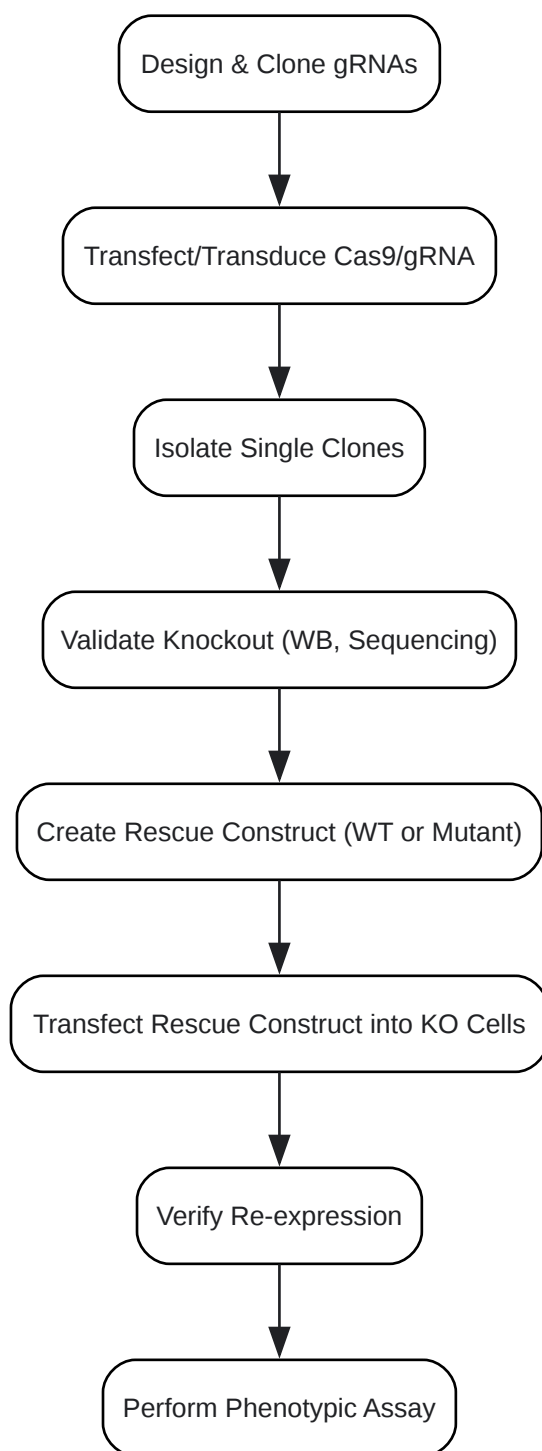 Design & Clone gRNAs
Transfect/Transduce Cas9/gRNA
Isolate Single Clones
Validate Knockout (WB, Sequencing)
Create Rescue Construct (WT or Mutant)
Transfect Rescue Construct into KO Cells
Verify Re-expression
Perform Phenotypic Assay